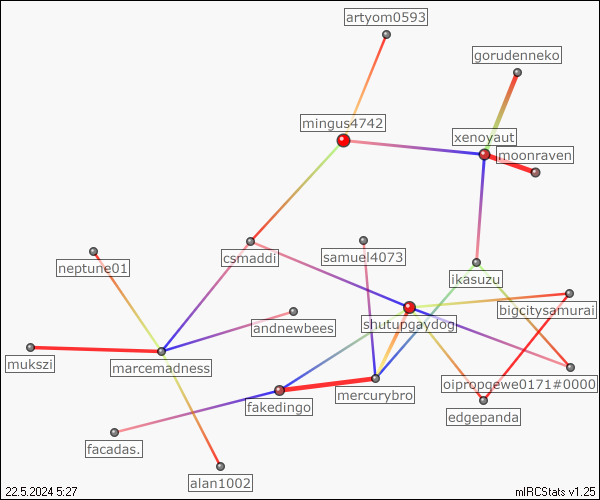 artyom0593
gorudenneko
mingus4742
xenoyaut
moonraven
csmaddi
samuel4073
neptune01
ikasuzu
bigcitysamurai
andnewbees
shutupgaydog
mukszi
marcemadness
oipropgewe0171#0000
mercurybro
fakedingo
edgepanda
facadas.
alan1002
22.5.2024 5:27
mIRCStats v1.25